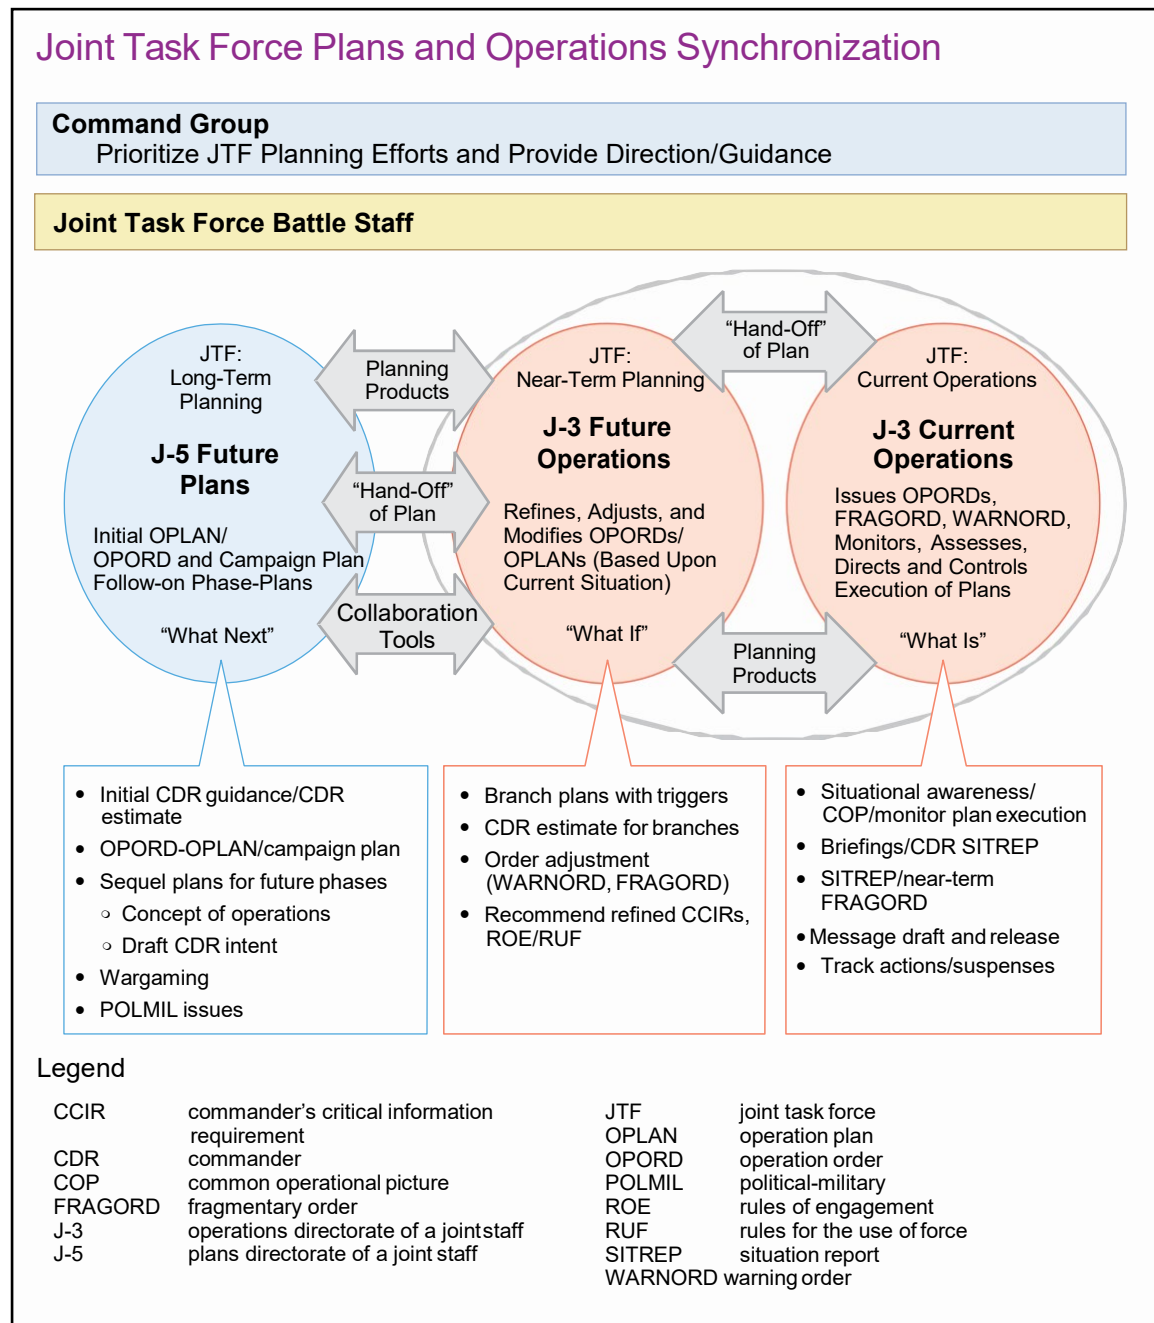 Joint Task Force Plans and Operations Synchronization
Command Group
Prioritize JTF Planning Efforts and Provide Direction/Guidance
Joint Task Force Battle Staff
JTF:
Long-Term
Planning
J-5 Future
Plans
Initial OPLAN/
OPORD and Campaign Plan
Follow-on Phase-Plans
“What Next”
Planning
Products
“Hand-Off”
of Plan
Collaboration
Tools
JTF:
Near-Term Planning
J-3 Future
Operations
Refines, Adjusts, and
Modifies OPORDs/
OPLANs (Based Upon
Current Situation)
“What If”
“Hand-Off”
of Plan
Planning
Products
JTF:
Current Operations
J-3 Current
Operations
Issues OPORDs,
FRAGORD, WARNORD,
Monitors, Assesses,
Directs and Controls
Execution of Plans
“What Is”
• Initial CDR guidance/CDR
estimate
• OPORD-OPLAN/campaign plan
• Sequel plans for future phases
○ Concept of operations
○ Draft CDR intent
• Wargaming
• POLMIL issues
• Branch plans with triggers
• CDR estimate for branches
• Order adjustment
(WARNORD, FRAGORD)
• Recommend refined CCIRs,
ROE/RUF
• Situational awareness/
COP/monitor plan execution
• Briefings/CDR SITREP
• SITREP/near-term
FRAGORD
• Message draft and release
• Track actions/suspenses
Legend
CCIR commander’s critical information
requirement
CDR commander
COP common operational picture
FRAGORD fragmentary order
J-3 operations directorate of a joint staff
J-5 plans directorate of a joint staff
JTF joint task force
OPLAN operation plan
OPORD operation order
POLMIL political-military
ROE rules of engagement
RUF rules for the use of force
SITREP situation report
WARNORD warning order